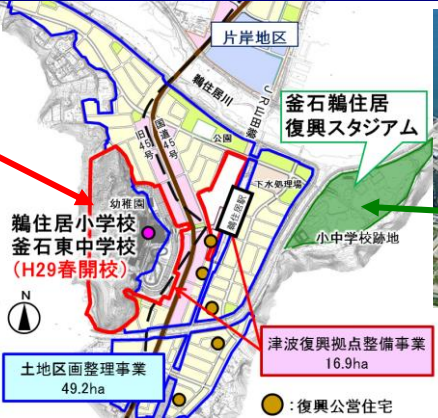 片岸地区
鵜住居川
JR山田線
釜石鵜住居
復興スタジアム
旧45号
国道45号
公園
下水処理場
幼稚園
鵜住居駅
鵜住居小学校
釜石東中学校
(H29春開校)
小中学校跡地
N
津波復興拠点整備事業
16.9ha
土地区画整理事業
49.2ha
:復興公営住宅